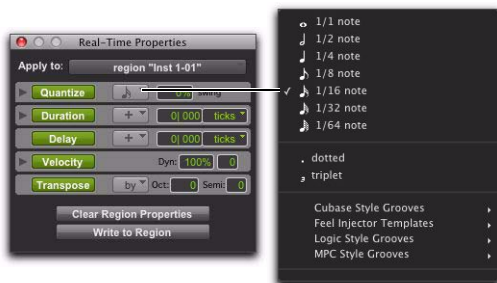 Real-Time Properties
Apply to: region "Inst 1-01"
Quantize 0% swing
Duration + 0| 000 ticks
Delay + 0| 000 ticks
Velocity Dyn: 100% 0
Transpose by Oct: 0 Semi: 0
Clear Region Properties
Write to Region
1/1 note
1/2 note
1/4 note
1/8 note
✓ 1/16 note
1/32 note
1/64 note
. dotted
3 triplet
Cubase Style Grooves
Feel Injector Templates
Logic Style Grooves
MPC Style Grooves